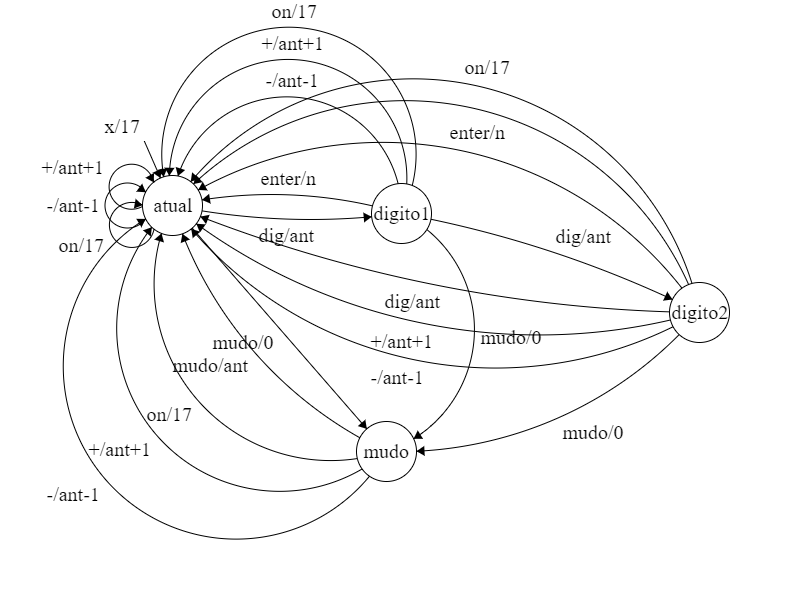 on/17
+/ant+1
-/ant-1
on/17
x/17
enter/n
+/ant+1
enter/n
-/ant-1
atual
digito1
on/17
dig/ant
dig/ant
dig/ant
digito2
mudo/0
+/ant+1
mudo/0
mudo/ant
-/ant-1
on/17
mudo/0
+/ant+1
mudo
-/ant-1